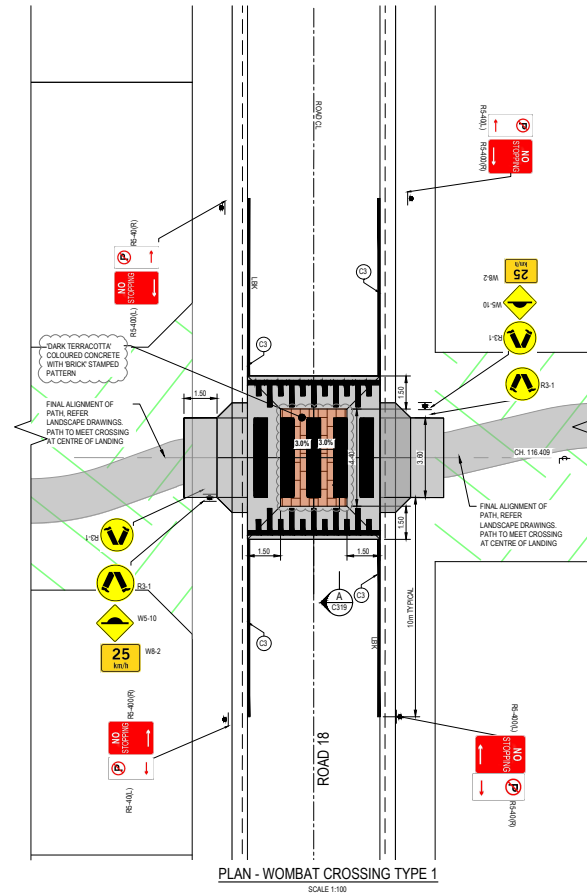 ROAD CL
R5-40(L)
P
R5-400(R)
NO
STOPPING
R5-40(R)
P
NO
STOPPING
R5-400(L)
W8-2
25
km/h
W5-10
R3-1
R3-1
LBK
C3
C3
'DARK TERRACOTTA'
COLOURED CONCRETE
WITH 'BRICK' STAMPED
PATTERN
1.50
1.50
FINAL ALIGNMENT OF
PATH, REFER
LANDSCAPE DRAWINGS.
PATH TO MEET CROSSING
AT CENTRE OF LANDING
3.0%
3.0%
4.40
3.60
CH. 116.409
FINAL ALIGNMENT OF
PATH, REFER
LANDSCAPE DRAWINGS.
PATH TO MEET CROSSING
AT CENTRE OF LANDING
1.50
1.50
1.50
R3-1
R3-1
W5-10
25
km/h
W8-2
A
C319
C3
C3
LBK
10m TYPICAL
R5-400(R)
NO
STOPPING
P
R5-40(L)
ROAD 18
R5-400(L)
NO
STOPPING
P
R5-40(R)
PLAN - WOMBAT CROSSING TYPE 1
SCALE 1:100